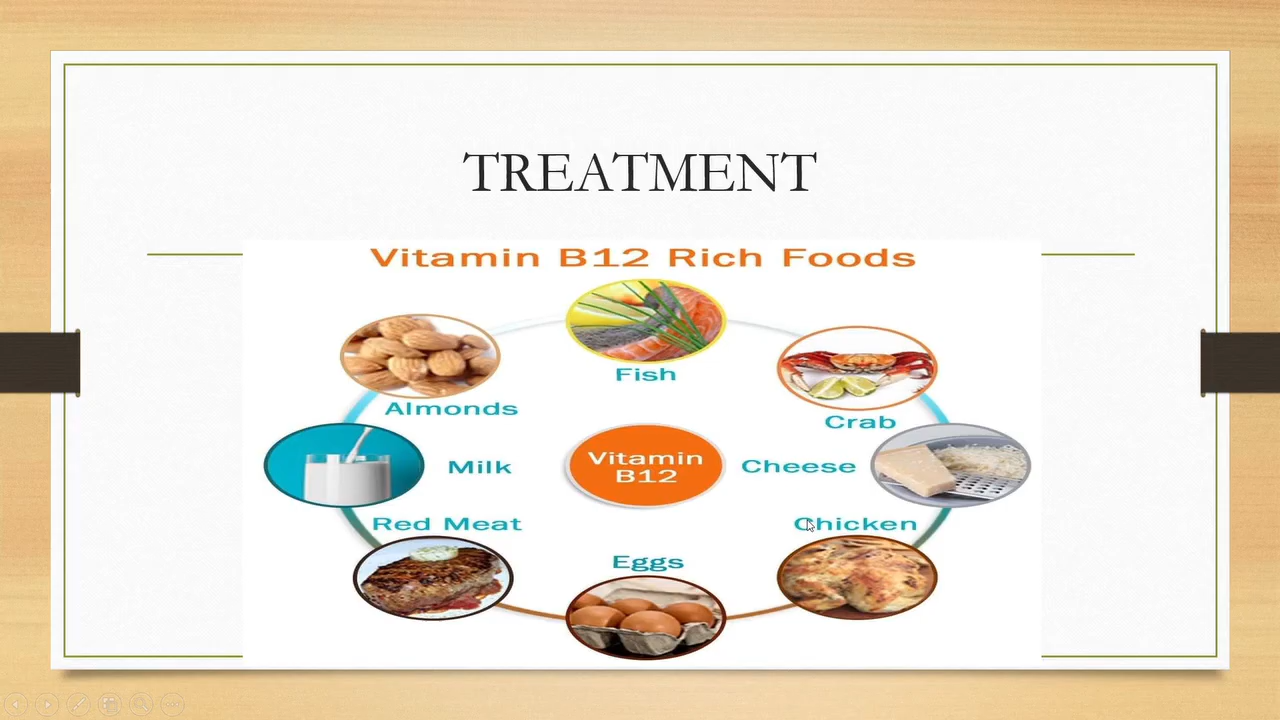 TREATMENT
Vitamin B12 Rich Foods
Fish
Almonds
Crab
Milk
Vitamin
B12
Cheese
Red Meat
Chicken
Eggs